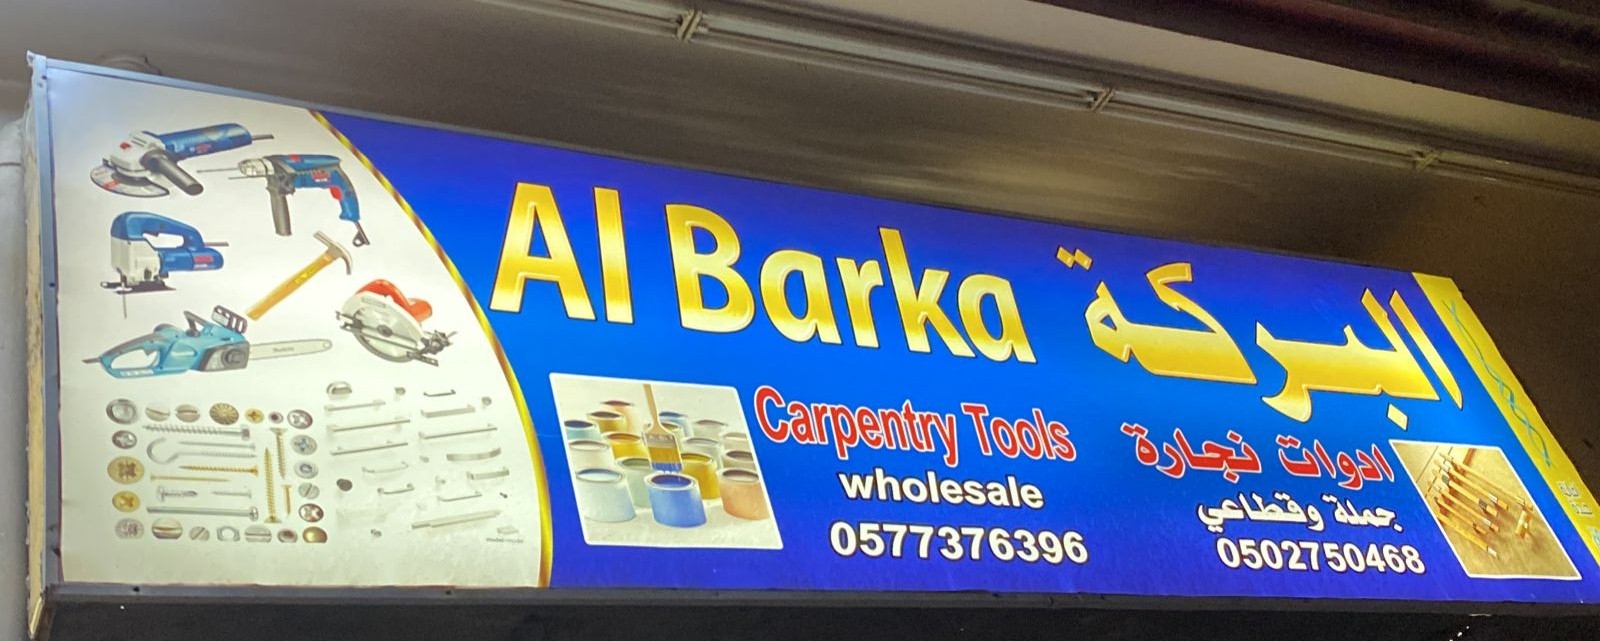 Al Barka
البركة
Carpentry Tools
wholesale
0577376396
ادوات نجارة
جملة وقطاعي
0502750468